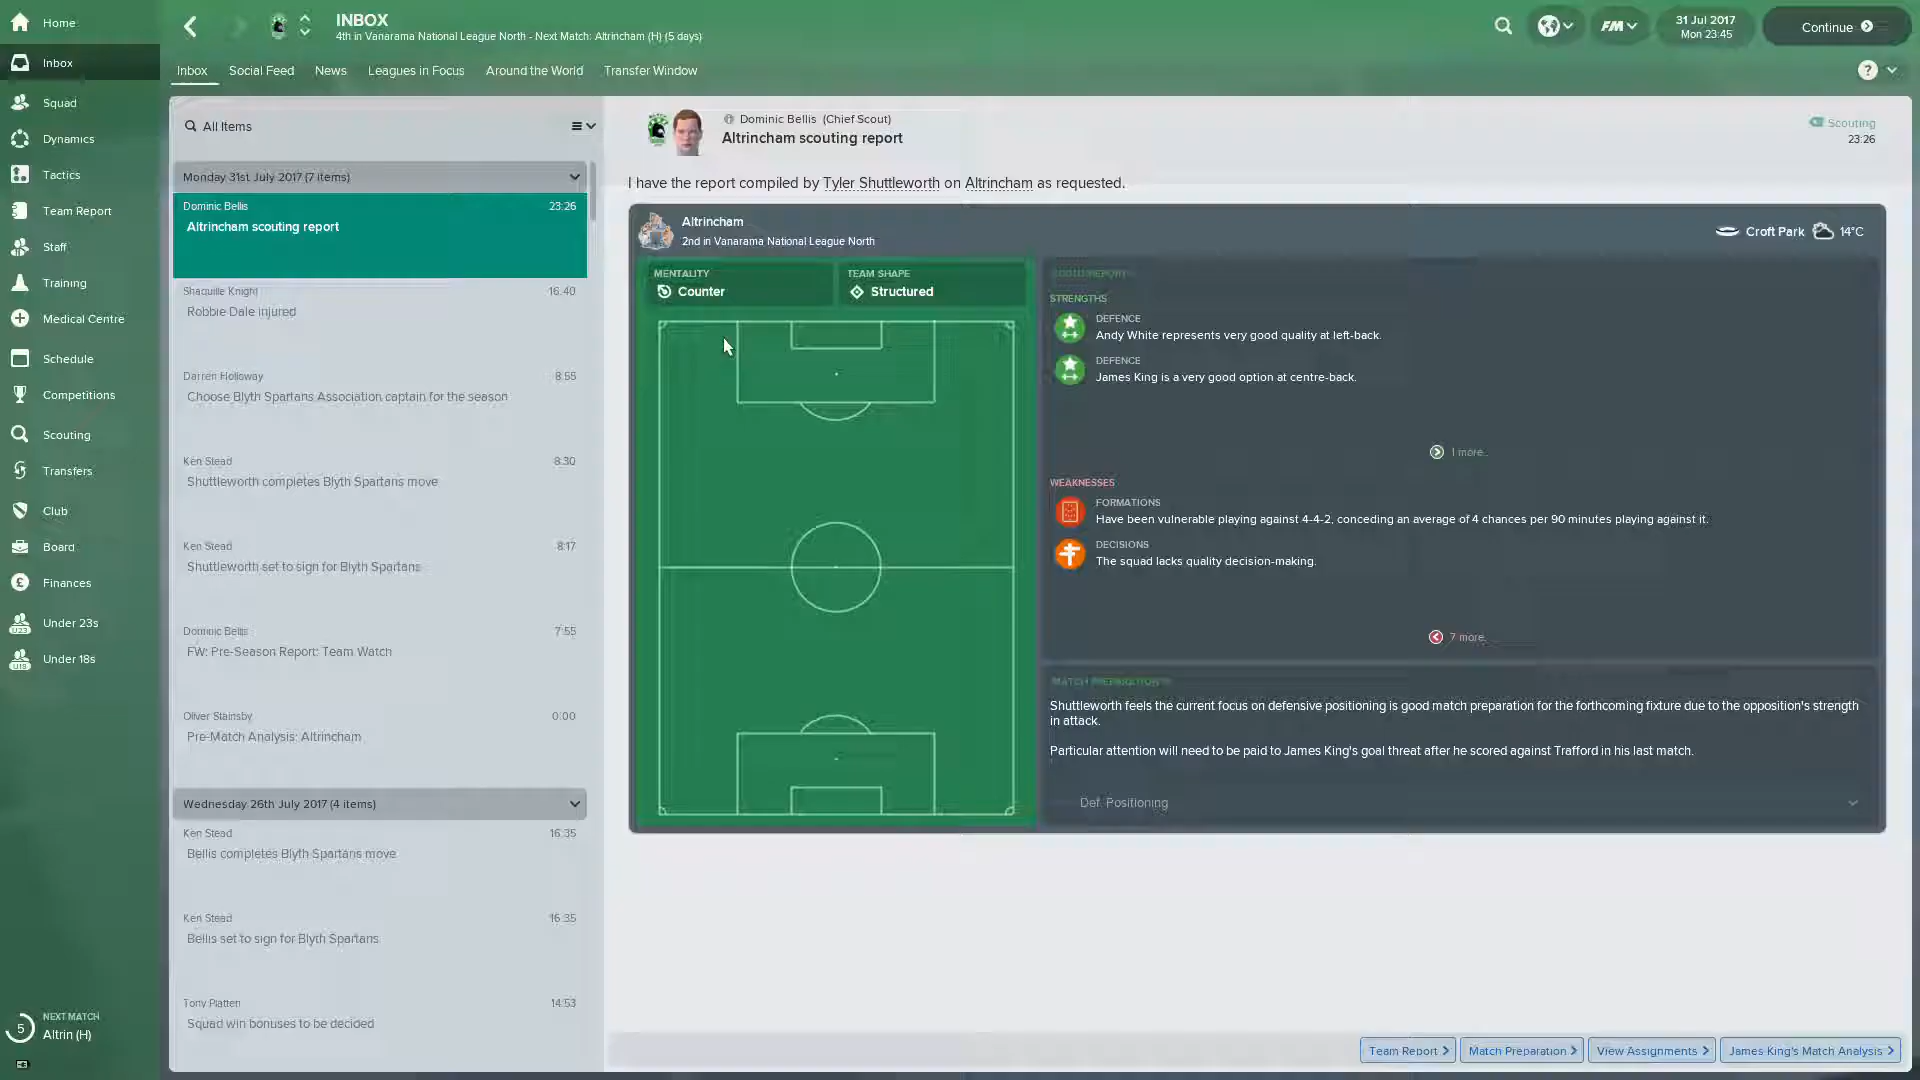 Home
Inbox
Squad
Dynamics
Tactics
Team Report
Staff
Training
Medical Centre
Schedule
Competitions
Scouting
Transfers
Club
Board
Finances
Under 23s
Under 18s
5
NEXT MATCH
Altrin (H)
INBOX
4th in Vanarama National League North - Next Match: Altrincham (H) (5 days)
FM
31 Jul 2017
Mon 23:45
Continue
Inbox
Social Feed
News
Leagues in Focus
Around the World
Transfer Window
?
All Items
Monday 31st July 2017 (7 items)
Dominic Bellis 23:26
Altrincham scouting report
Shaquille Knight 16:40
Robbie Dale injured
Darren Holloway 8:55
Choose Blyth Spartans Association captain for the season
Ken Stead 8:30
Shuttleworth completes Blyth Spartans move
Ken Stead 8:17
Shuttleworth set to sign for Blyth Spartans
Dominic Bellis 7:55
FW: Pre-Season Report: Team Watch
Oliver Stainsby 0:00
Pre-Match Analysis: Altrincham
Wednesday 26th July 2017 (4 items)
Ken Stead 16:35
Bellis completes Blyth Spartans move
Ken Stead 16:35
Bellis set to sign for Blyth Spartans
Tony Platten 14:53
Squad win bonuses to be decided
Dominic Bellis (Chief Scout)
Altrincham scouting report
Scouting
23:26
I have the report compiled by Tyler Shuttleworth on Altrincham as requested.
Altrincham
2nd in Vanarama National League North
Croft Park 14°C
MENTALITY
Counter
TEAM SHAPE
Structured
SCOUT REPORT
STRENGTHS
DEFENCE
Andy White represents very good quality at left-back.
DEFENCE
James King is a very good option at centre-back.
1 more..
WEAKNESSES
FORMATIONS
Have been vulnerable playing against 4-4-2, conceding an average of 4 chances per 90 minutes playing against it.
DECISIONS
The squad lacks quality decision-making.
7 more..
MATCH PREPARATION
Shuttleworth feels the current focus on defensive positioning is good match preparation for the forthcoming fixture due to the opposition's strength
in attack.
Particular attention will need to be paid to James King's goal threat after he scored against Trafford in his last match.
Def. Positioning
Team Report
Match Preparation
View Assignments
James King's Match Analysis